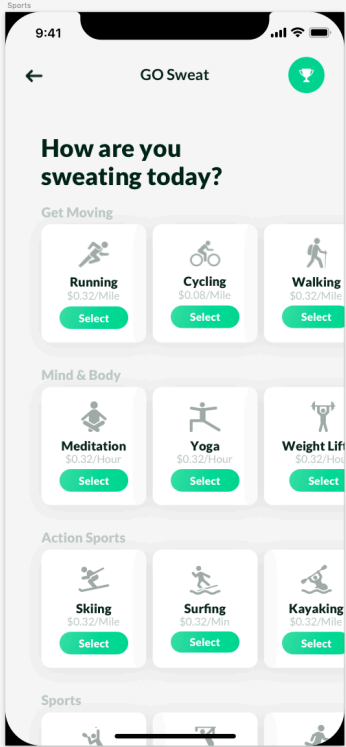 Sports
9:41
GO Sweat
How are you
sweating today?
Get Moving
Running Cycling Walking
$0.32/Mile $0.08/Mile $0.32/Mile
Select Select Select
Mind & Body
Meditation Yoga Weight Lift
$0.32/Hour $0.32/Hour $0.32/Hou
Select Select Select
Action Sports
Skiing Surfing Kayaking
$0.32/Mile $0.32/Min $0.32/Mile
Select Select Select
Sports